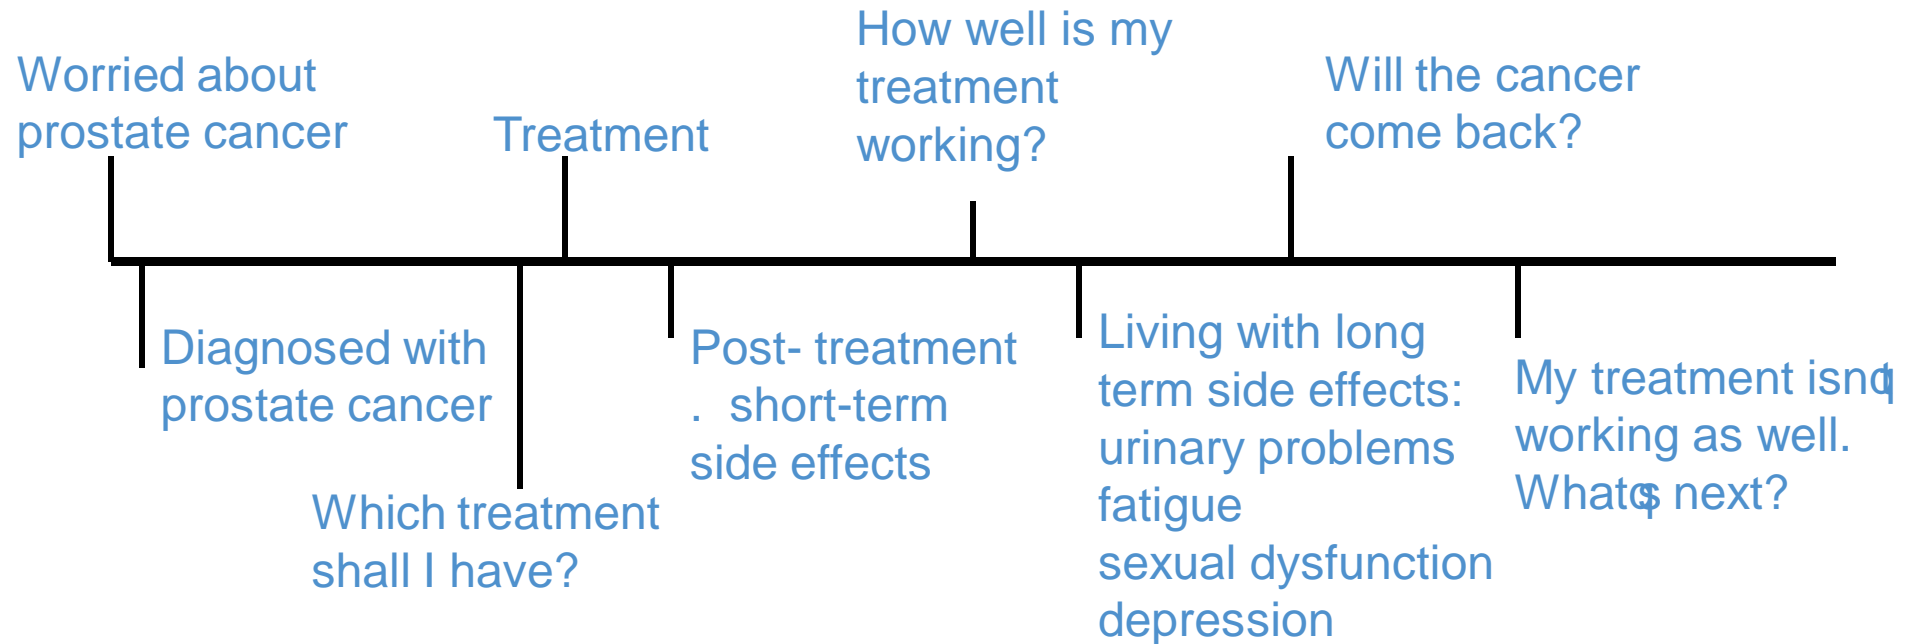 Worried about
prostate cancer
Diagnosed with
prostate cancer
Which treatment
shall I have?
Treatment
Post- treatment
. short-term
side effects
How well is my
treatment
working?
Living with long
term side effects:
urinary problems
fatigue
sexual dysfunction
depression
Will the cancer
come back?
My treatment isnqt
working as well.
Whatqs next?